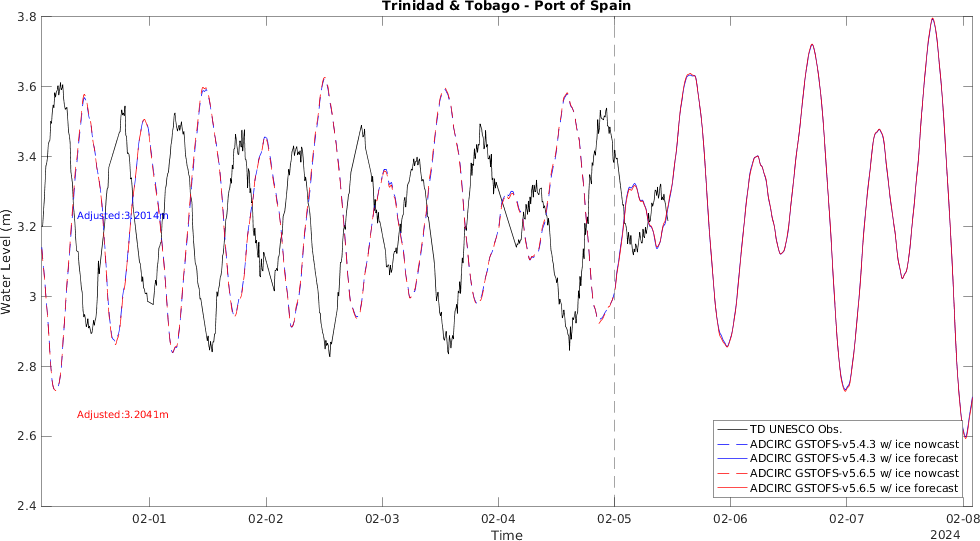 Trinidad & Tobago - Port of Spain
3.8
3.6
3.4
3.2
3
2.8
2.6
2.4
Water Level (m)
Adjusted:3.2014m
Adjusted:3.2041m
TD UNESCO Obs.
ADCIRC GSTOFS-v5.4.3 w/ ice nowcast
ADCIRC GSTOFS-v5.4.3 w/ ice forecast
ADCIRC GSTOFS-v5.6.5 w/ ice nowcast
ADCIRC GSTOFS-v5.6.5 w/ ice forecast
02-01 02-02 02-03 02-04 02-05 02-06 02-07 02-08
Time
2024